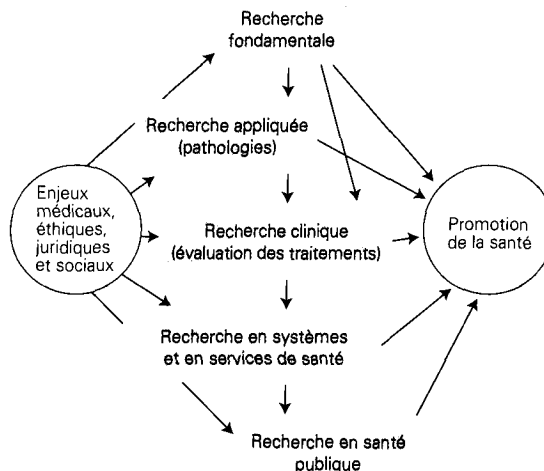 Recherche
fondamentale
Recherche appliquée
(pathologies)
Enjeux
médicaux,
éthiques,
juridiques
et sociaux
Recherche clinique
(évaluation des traitements)
Promotion
de la santé
Recherche en systèmes
et en services de santé
Recherche en santé
publique